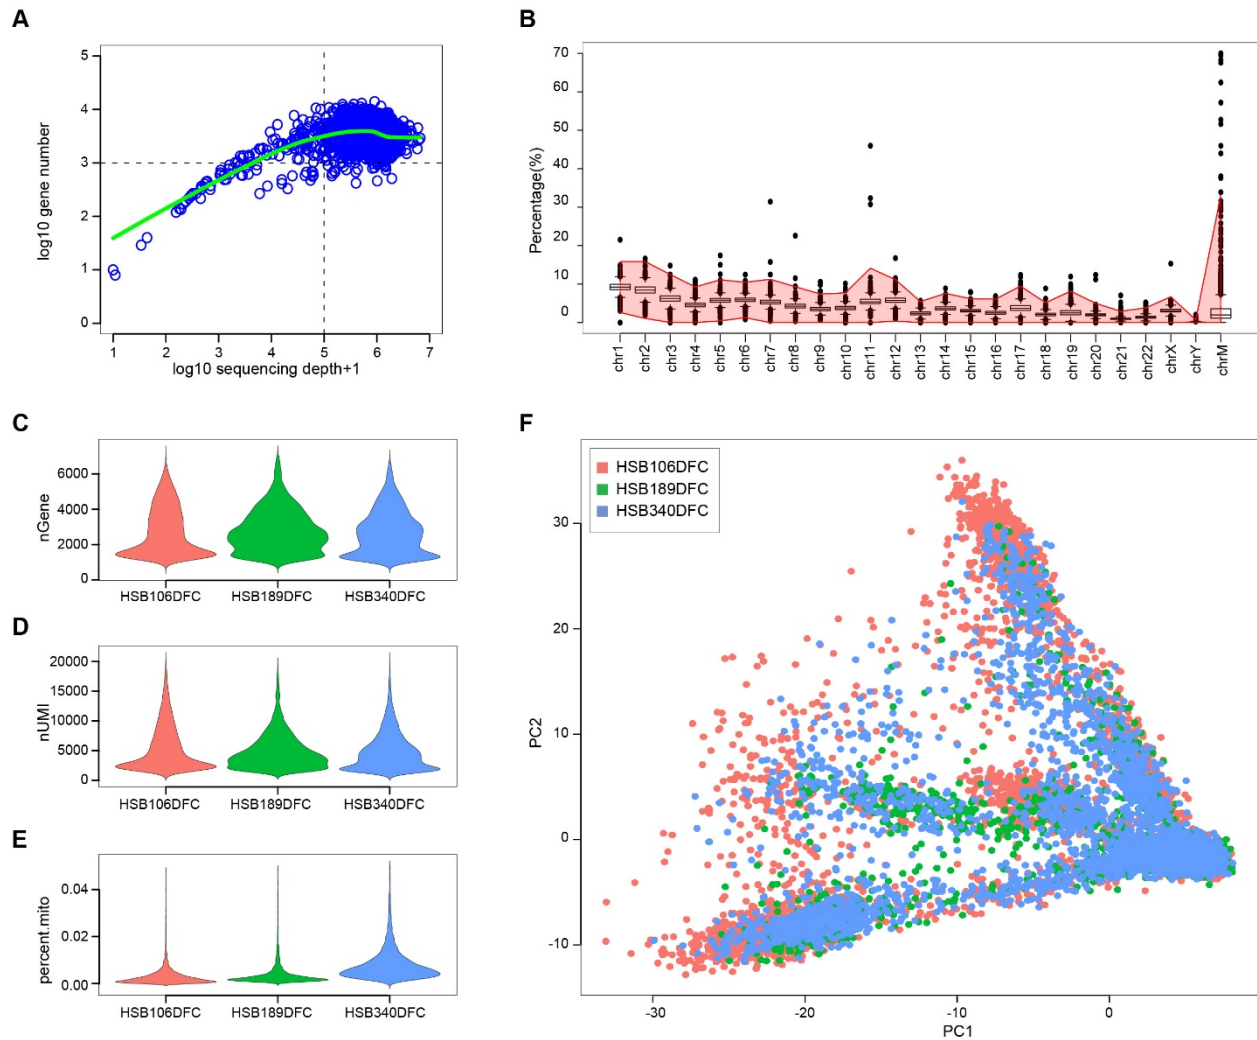 A
5
4
3
2
1
0
log10 gene number
1 2 3 4 5 6 7
log10 sequencing depth+1
B
70
60
50
40
30
20
10
0
Percentage(%)
chr1 chr2 chr3 chr4 chr5 chr6 chr7 chr8 chr9 chr10 chr11 chr12 chr13 chr14 chr15 chr16 chr17 chr18 chr19 chr20 chr21 chr22 chrX chrY chrM
C
6000
4000
2000
0
nGene
HSB106DFC HSB189DFC HSB340DFC
D
20000
15000
10000
5000
0
nUMI
HSB106DFC HSB189DFC HSB340DFC
E
0.04
0.02
0.00
percent.mito
HSB106DFC HSB189DFC HSB340DFC
F
HSB106DFC
HSB189DFC
HSB340DFC
30
20
10
0
-10
PC2
-30 -20 -10 0
PC1